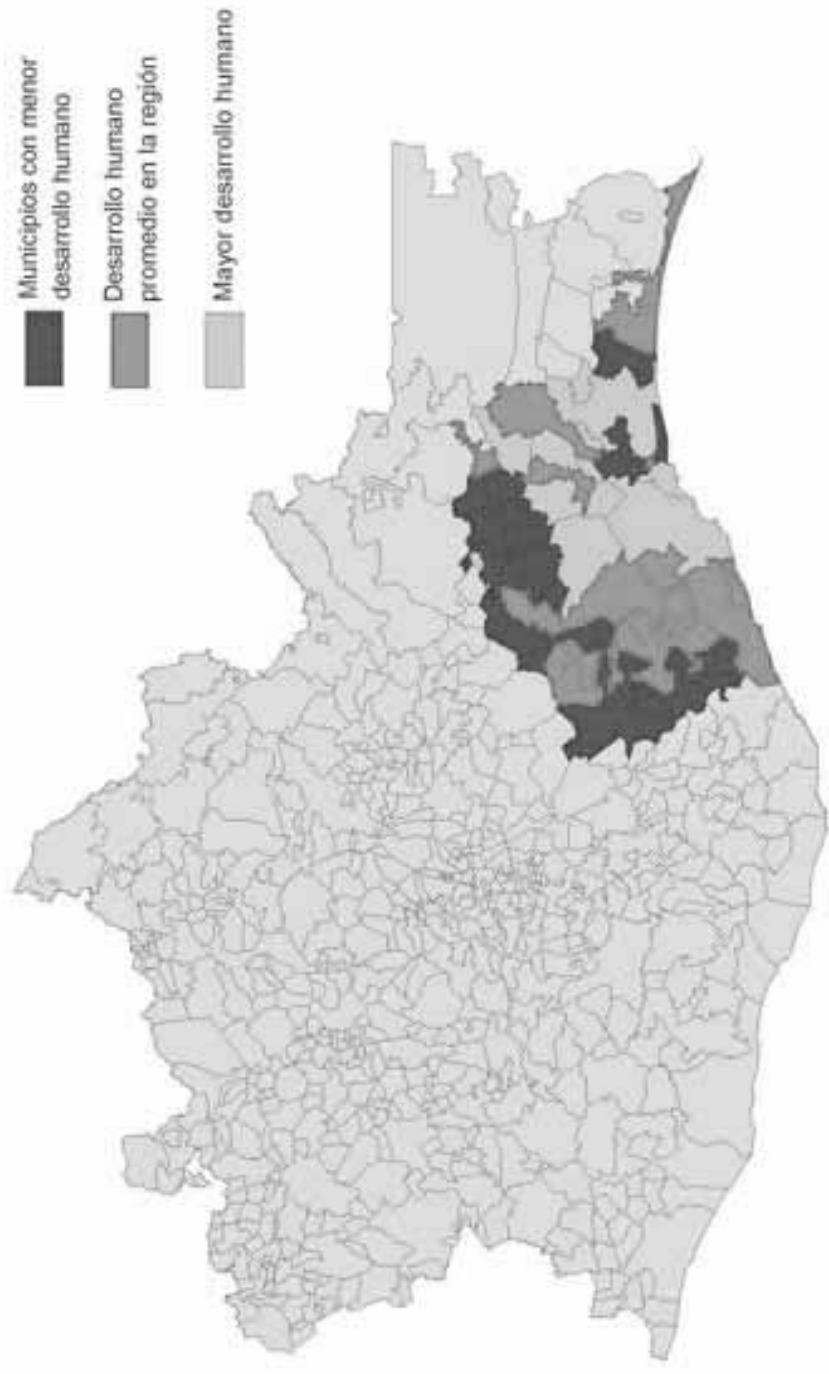 Municipios con menor
desarrollo humano
Desarrollo humano
promedio en la región
Mayor desarrollo humano